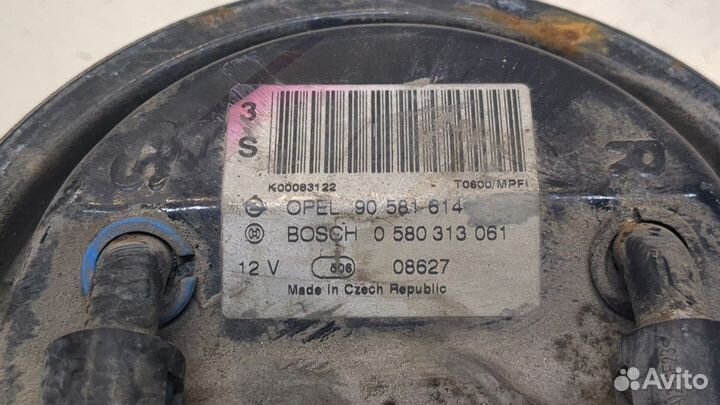 3
S
K00083122 T0600/MPFI
OPEL 90 581 614
BOSCH 0 580 313 061
12 V 606 08627
Made in Czech Republic
S R
Avito